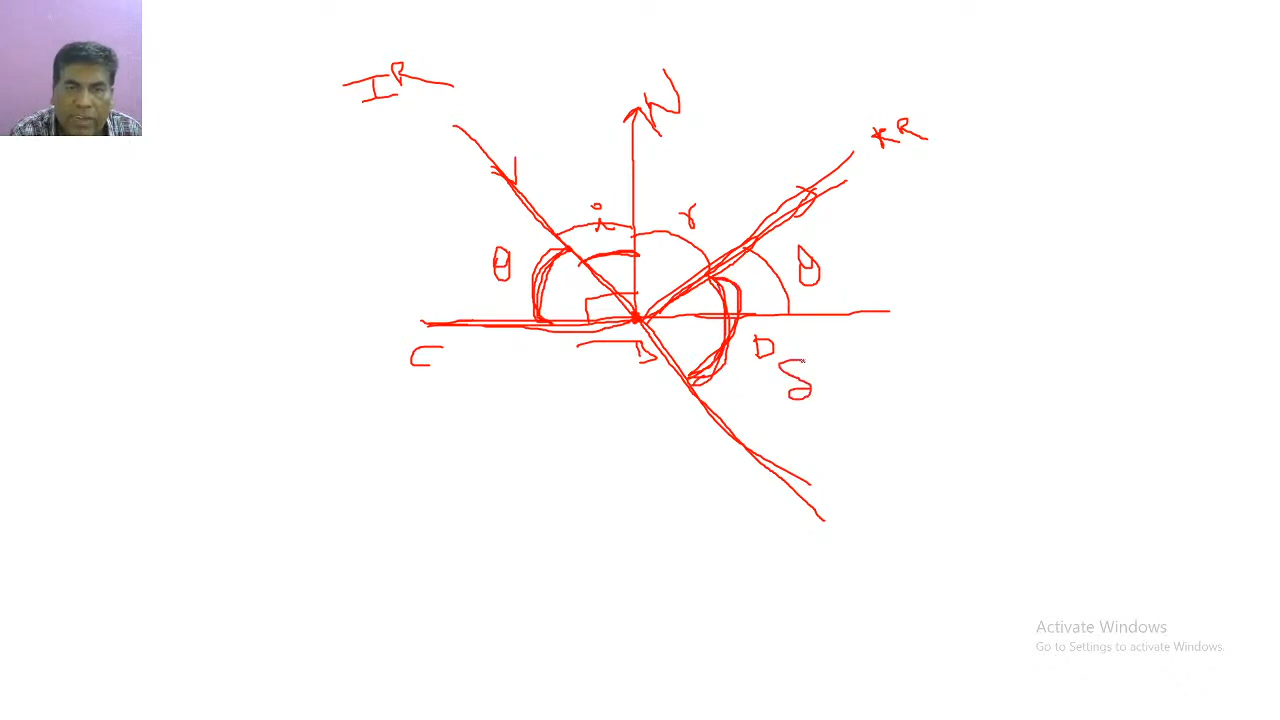 IR
N
RR
i
r
θ
θ
C
D
δ
Activate Windows
Go to Settings to activate Windows.